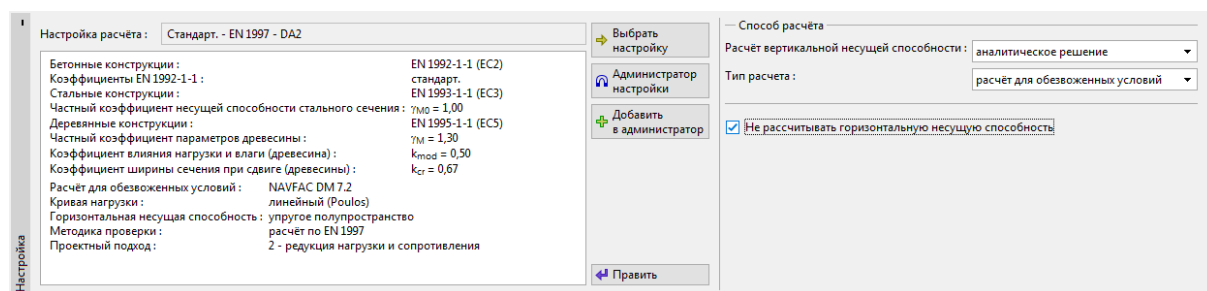 Настройка расчёта : Стандарт. - EN 1997 - DA2
Бетонные конструкции : EN 1992-1-1 (EC2)
Коэффициенты EN 1992-1-1 : стандарт.
Стальные конструкции : EN 1993-1-1 (EC3)
Частный коэффициент несущей способности стального сечения : γM0 = 1,00
Деревянные конструкции : EN 1995-1-1 (EC5)
Частный коэффициент параметров древесины : γM = 1,30
Коэффициент влияния нагрузки и влаги (древесина) : kmod = 0,50
Коэффициент ширины сечения при сдвиге (древесины) : kcr = 0,67
Расчёт для обезвоженных условий : NAVFAC DM 7.2
Кривая нагрузки : линейный (Poulos)
Горизонтальная несущая способность : упругое полупространство
Методика проверки : расчёт по EN 1997
Проектный подход : 2 - редукция нагрузки и сопротивления
Выбрать
настройку
Администратор
настройки
Добавить
в администратор
Править
Способ расчёта
Расчёт вертикальной несущей способности : аналитическое решение
Тип расчета : расчёт для обезвоженных условий
Не рассчитывать горизонтальную несущую способность
Настройка